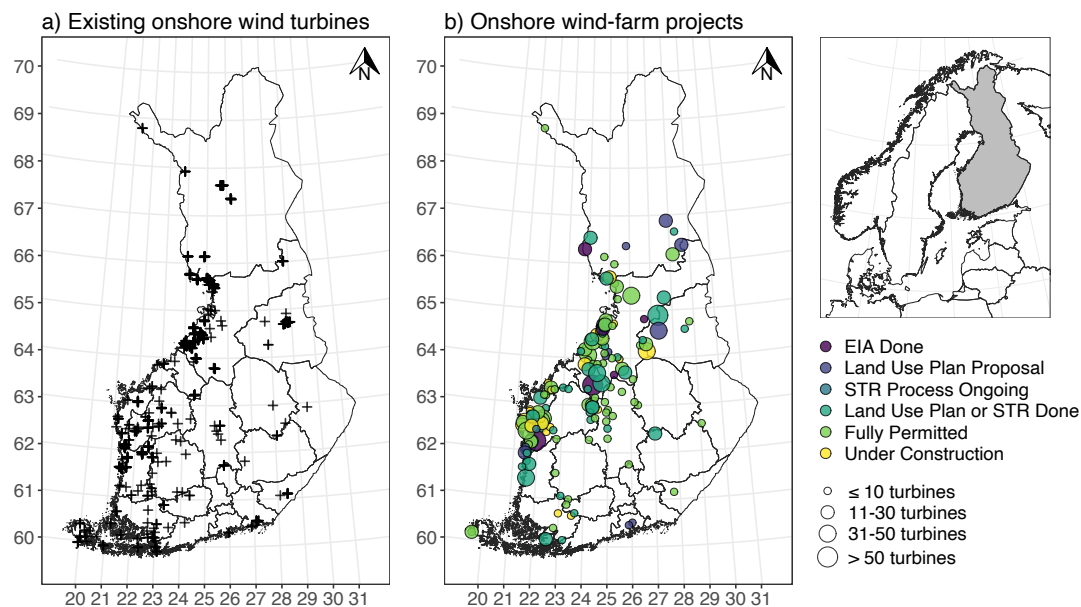 a) Existing onshore wind turbines
b) Onshore wind-farm projects
N
N
70
69
68
67
66
65
64
63
62
61
60
70
69
68
67
66
65
64
63
62
61
60
20 21 22 23 24 25 26 27 28 29 30 31
20 21 22 23 24 25 26 27 28 29 30 31
EIA Done
Land Use Plan Proposal
STR Process Ongoing
Land Use Plan or STR Done
Fully Permitted
Under Construction
≤ 10 turbines
11-30 turbines
31-50 turbines
> 50 turbines